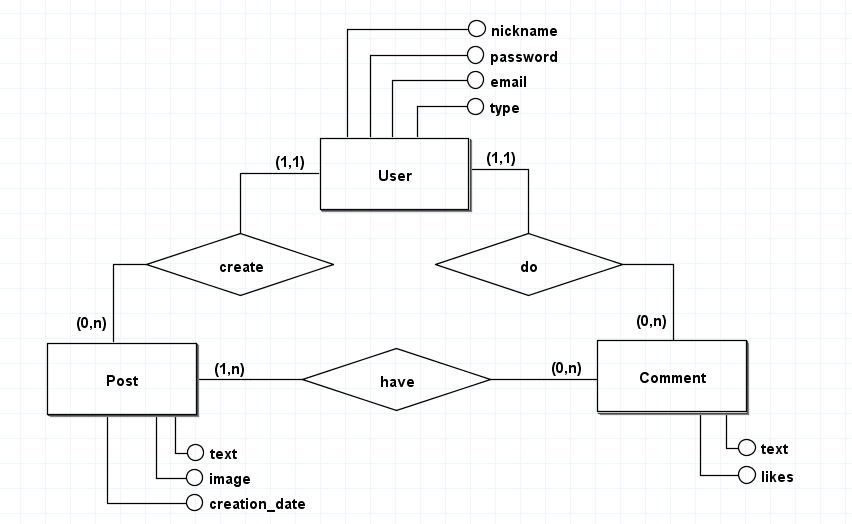 nickname
password
email
type
(1,1)
(1,1)
User
create
do
(0,n)
(0,n)
Post
(1,n)
have
(0,n)
Comment
text
image
creation_date
text
likes